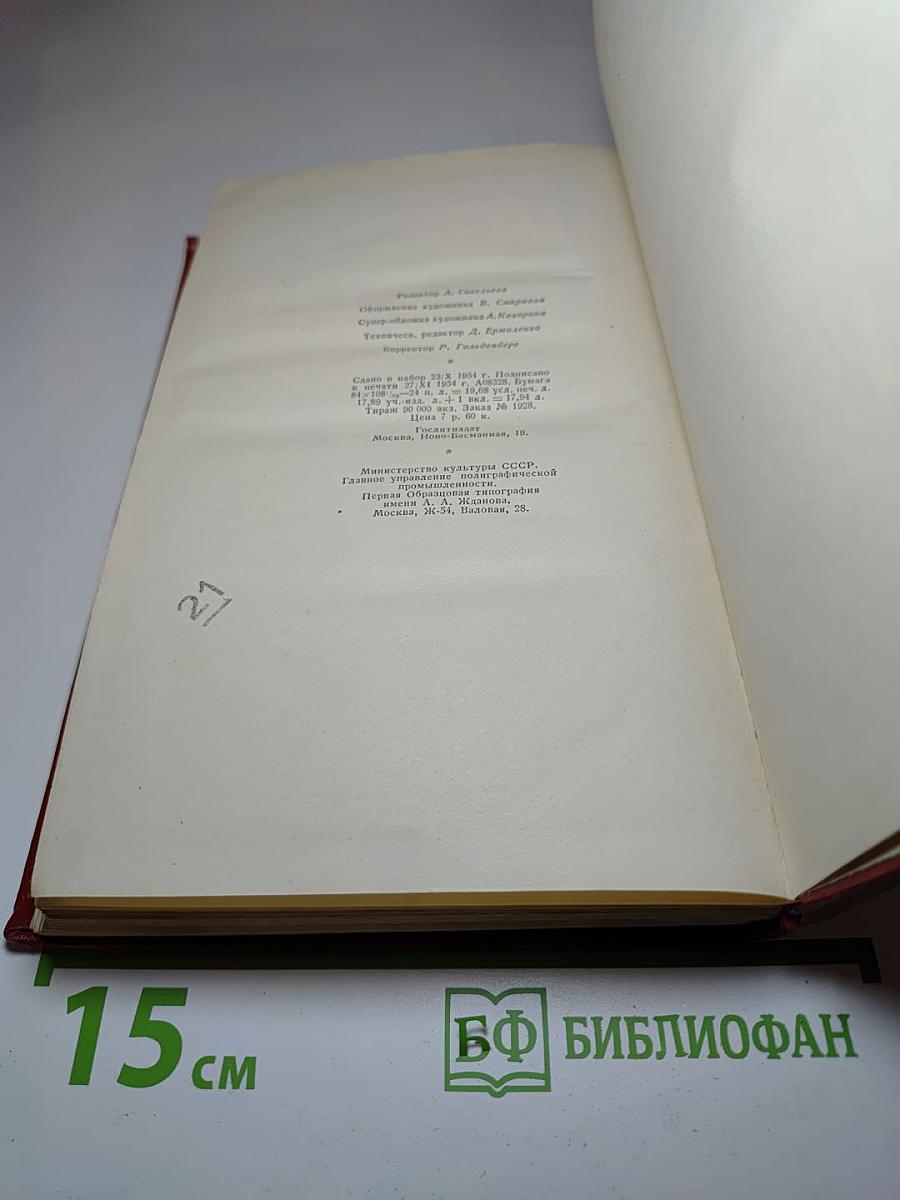 Редактор А. Савельева
Оформление художника В. Смирнова
Супер-обложка художника А. Кокорина
Техническ. редактор Д. Ермоленко
Корректор Р. Гольденберг
*
Сдано в набор 23/X 1954 г. Подписано
к печати 27/XI 1954 г. А08328. Бумага
84×108¹/₃₂—24 п. л. = 19,68 усл. печ. л.
17,89 уч.-изд. л. + 1 вкл. = 17,94 л.
Тираж 90 000 экз. Заказ № 1928.
Цена 7 р. 60 к.
Гослитиздат
Москва, Ново-Басманная, 19.
*
Министерство культуры СССР.
Главное управление полиграфической
промышленности.
Первая Образцовая типография
имени А. А. Жданова.
Москва, Ж-54, Валовая, 28.
21
15 см
БФ БИБЛИОФАН